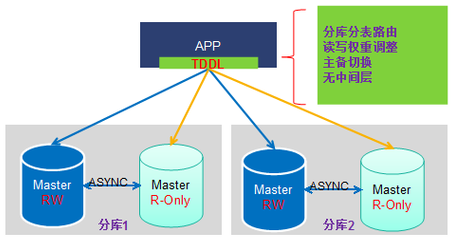 APP
TDDL
分库分表路由
读写权重调整
主备切换
无中间层
Master
RW
ASYNC
Master
R-Only
分库1
Master
RW
ASYNC
Master
R-Only
分库2